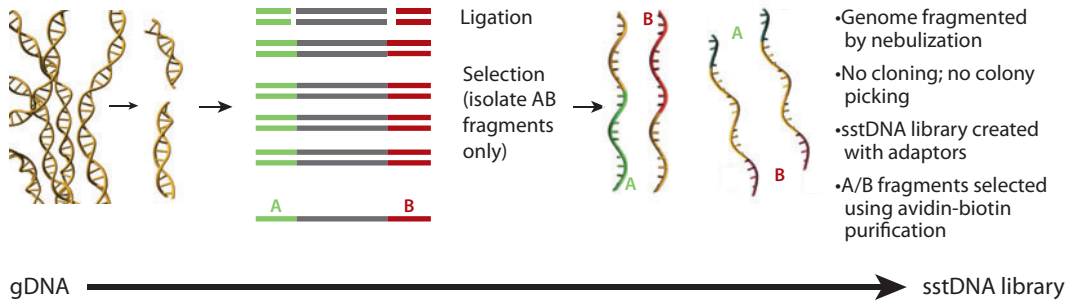 Ligation
Selection
(isolate AB
fragments
only)
A
B
B
A
A
B
•Genome fragmented
by nebulization
•No cloning; no colony
picking
•sstDNA library created
with adaptors
•A/B fragments selected
using avidin-biotin
purification
gDNA
sstDNA library